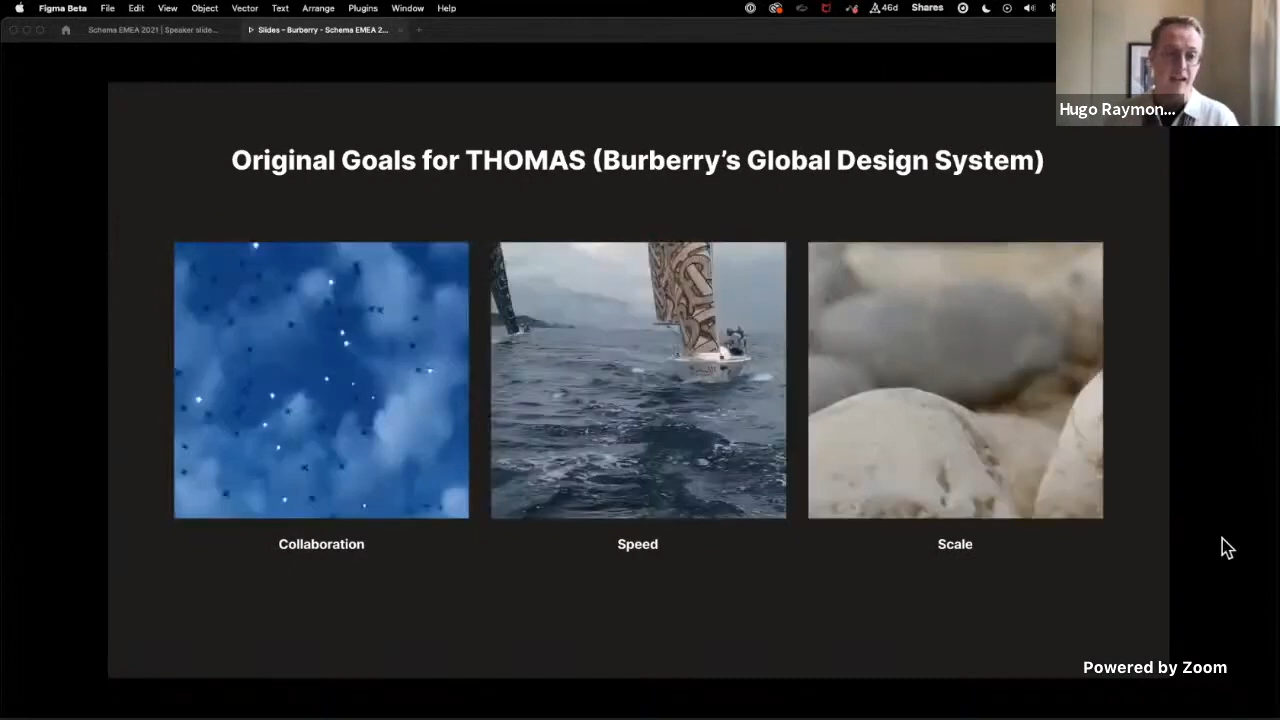 Figma Beta File Edit View Object Vector Text Arrange Plugins Window Help 46d Shares
Schema EMEA 2021 | Speaker slide... Slides – Burberry - Schema EMEA 2...
Hugo Raymon...
Original Goals for THOMAS (Burberry's Global Design System)
Collaboration Speed Scale
Powered by Zoom